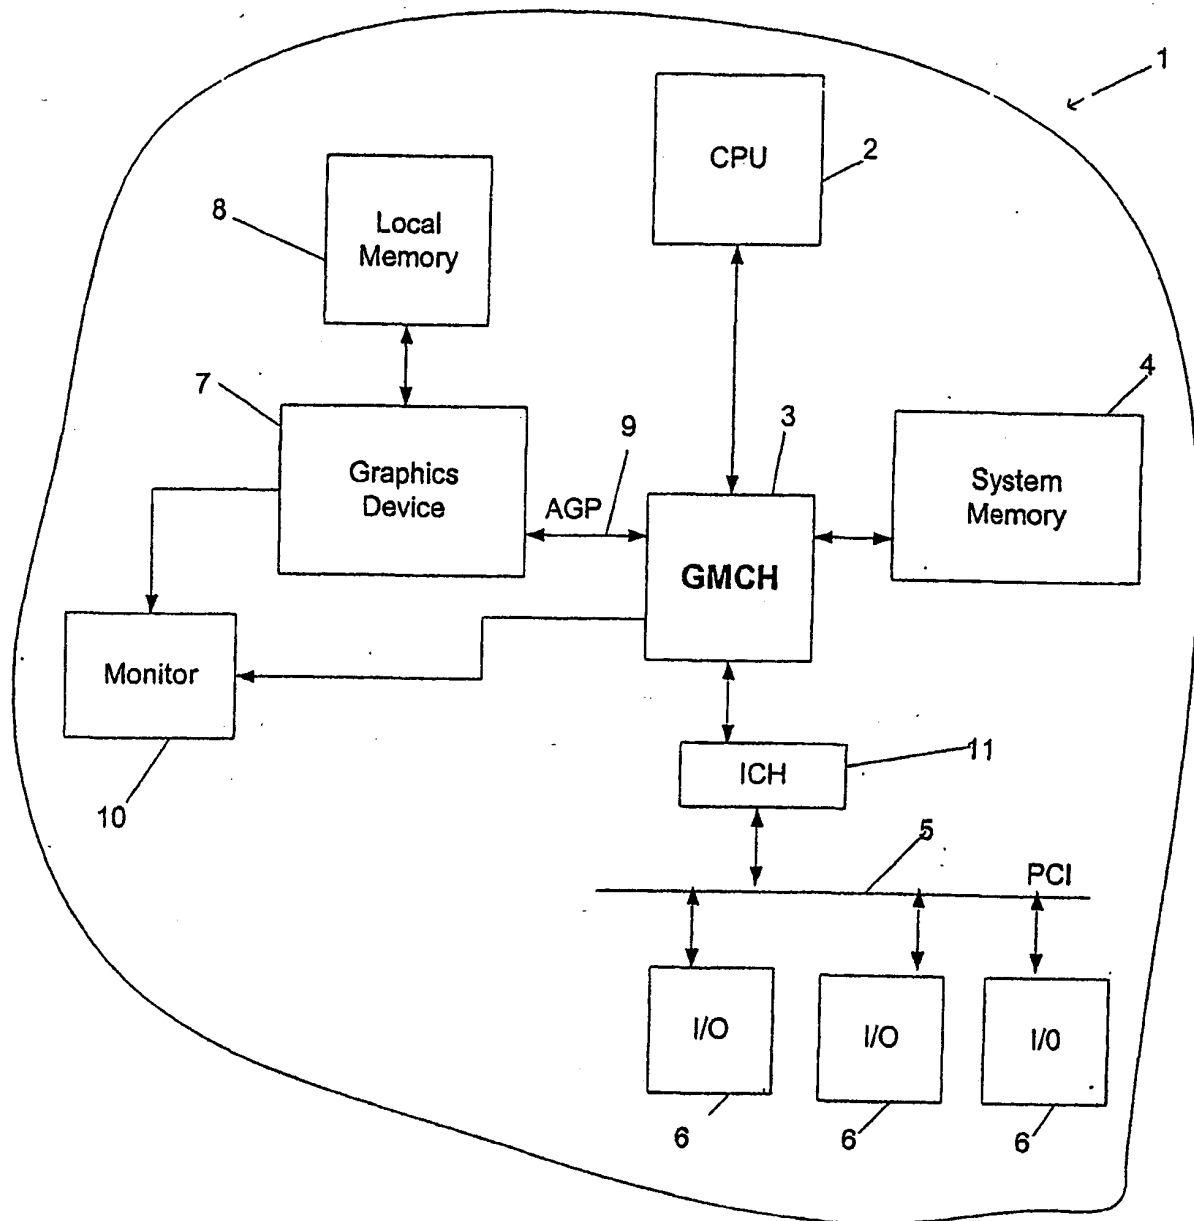 1
CPU
2
8
Local
Memory
7
Graphics
Device
9
AGP
3
GMCH
4
System
Memory
Monitor
10
ICH
11
5
PCI
I/O
I/O
I/0
6
6
6